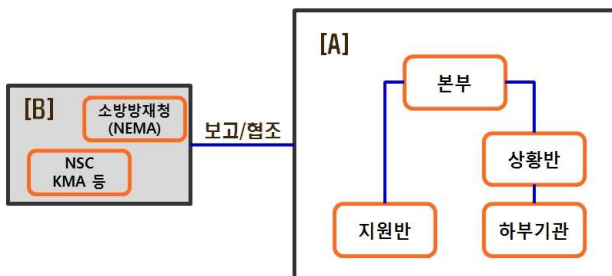 [B]
소방방재청
(NEMA)
NSC
KMA 등
보고/협조
[A]
본부
상황반
지원반
하부기관